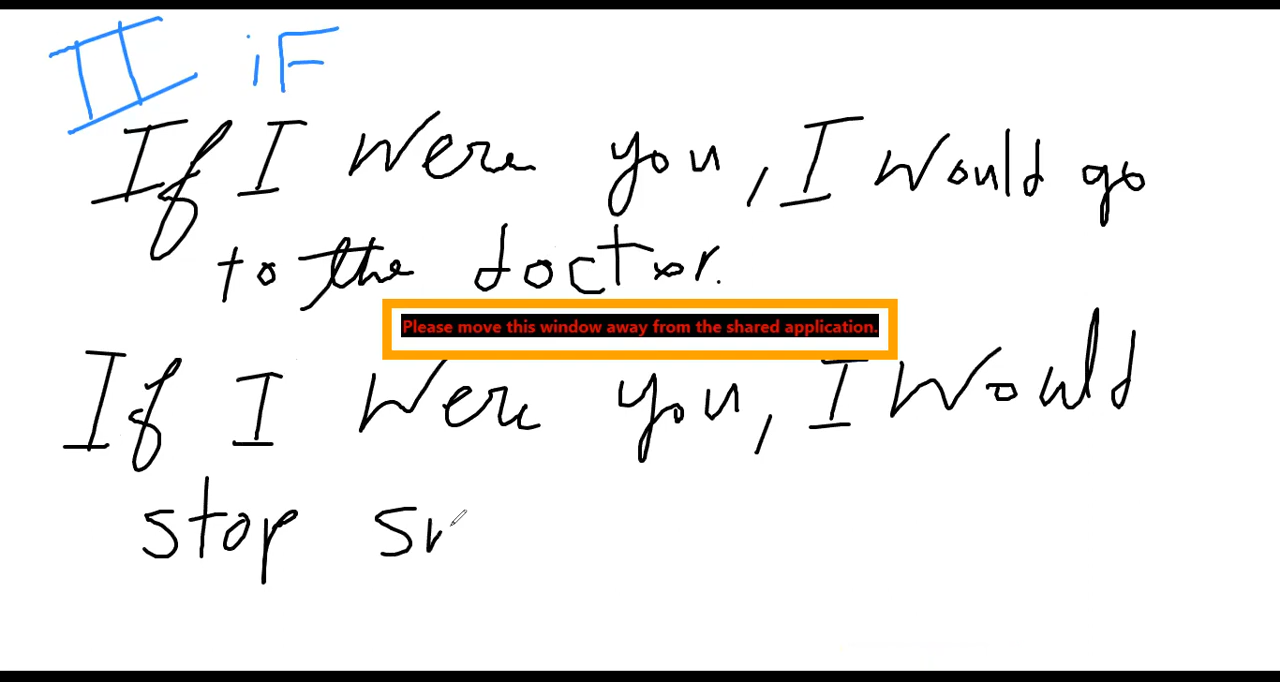 II iF
If I were you, I would go
to the doctor.
Please move this window away from the shared application.
If I were you, I would
stop